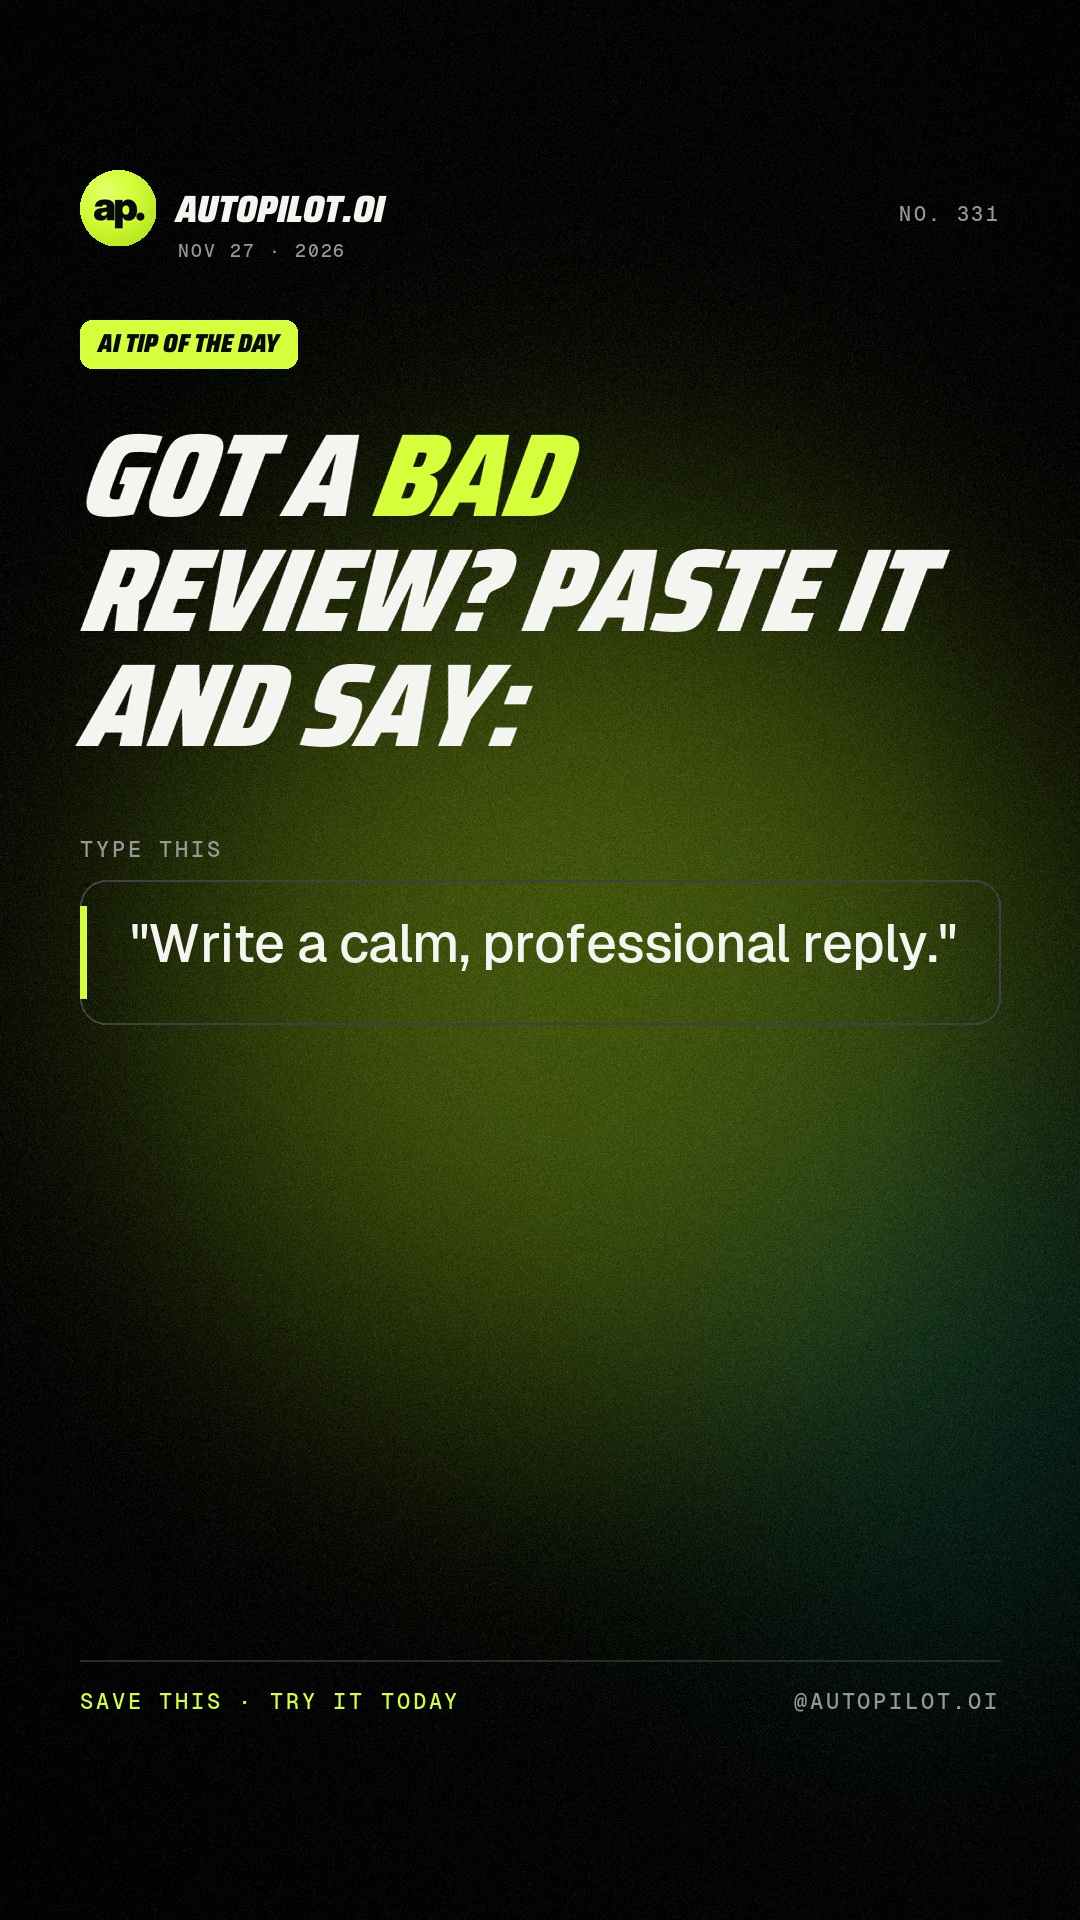 ap.
AUTOPILOT.OI
NO. 331
NOV 27 · 2026
AI TIP OF THE DAY
GOT A BAD
REVIEW? PASTE IT
AND SAY:
TYPE THIS
"Write a calm, professional reply."
SAVE THIS · TRY IT TODAY
@AUTOPILOT.OI